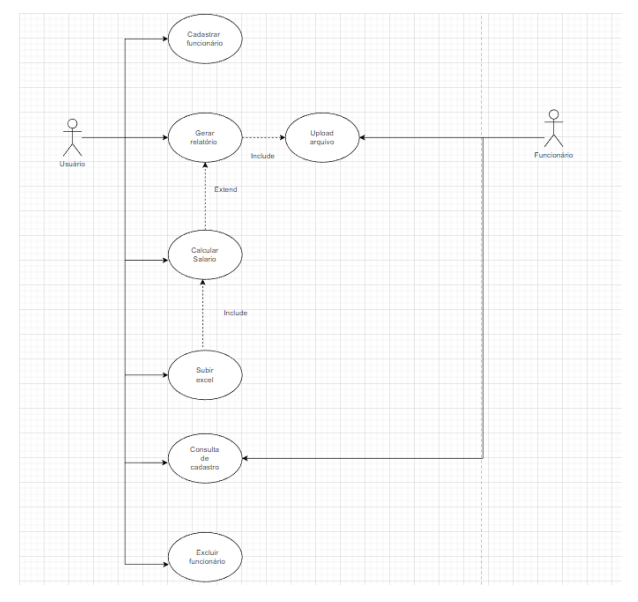 Cadastrar
funcionário
Gerar
relatório
Upload
arquivo
Include
Usuário
Funcionário
Extend
Calcular
Salario
Include
Subir
excel
Consulta
de
cadastro
Excluir
funcionário